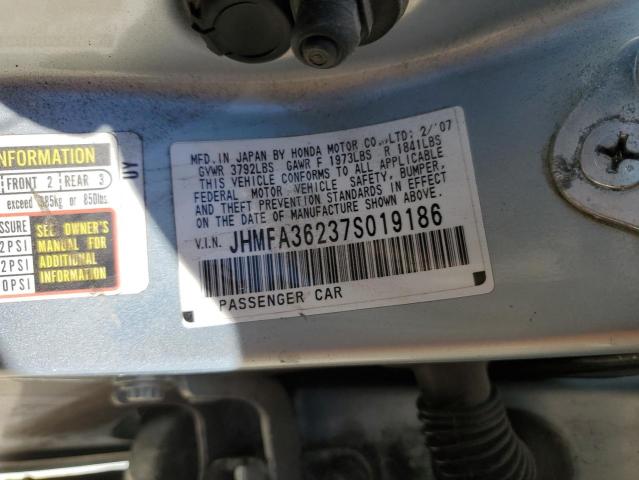 INFORMATION
FRONT 2 REAR 3
exceed 385kg or 850lbs
SSURE SEE OWNER'S
2PSI MANUAL FOR
2PSI ADDITIONAL
0PSI INFORMATION
UY
MFD. IN JAPAN BY HONDA MOTOR CO.,LTD; 2/'07
GVWR 3792LBS GAWR F 1973LBS R 1841LBS
THIS VEHICLE CONFORMS TO ALL APPLICABLE
FEDERAL MOTOR VEHICLE SAFETY, BUMPER,
AND THEFT PREVENTION STANDARDS IN EFFECT
ON THE DATE OF MANUFACTURE SHOWN ABOVE.
V.I.N. JHMFA36237S019186
PASSENGER CAR